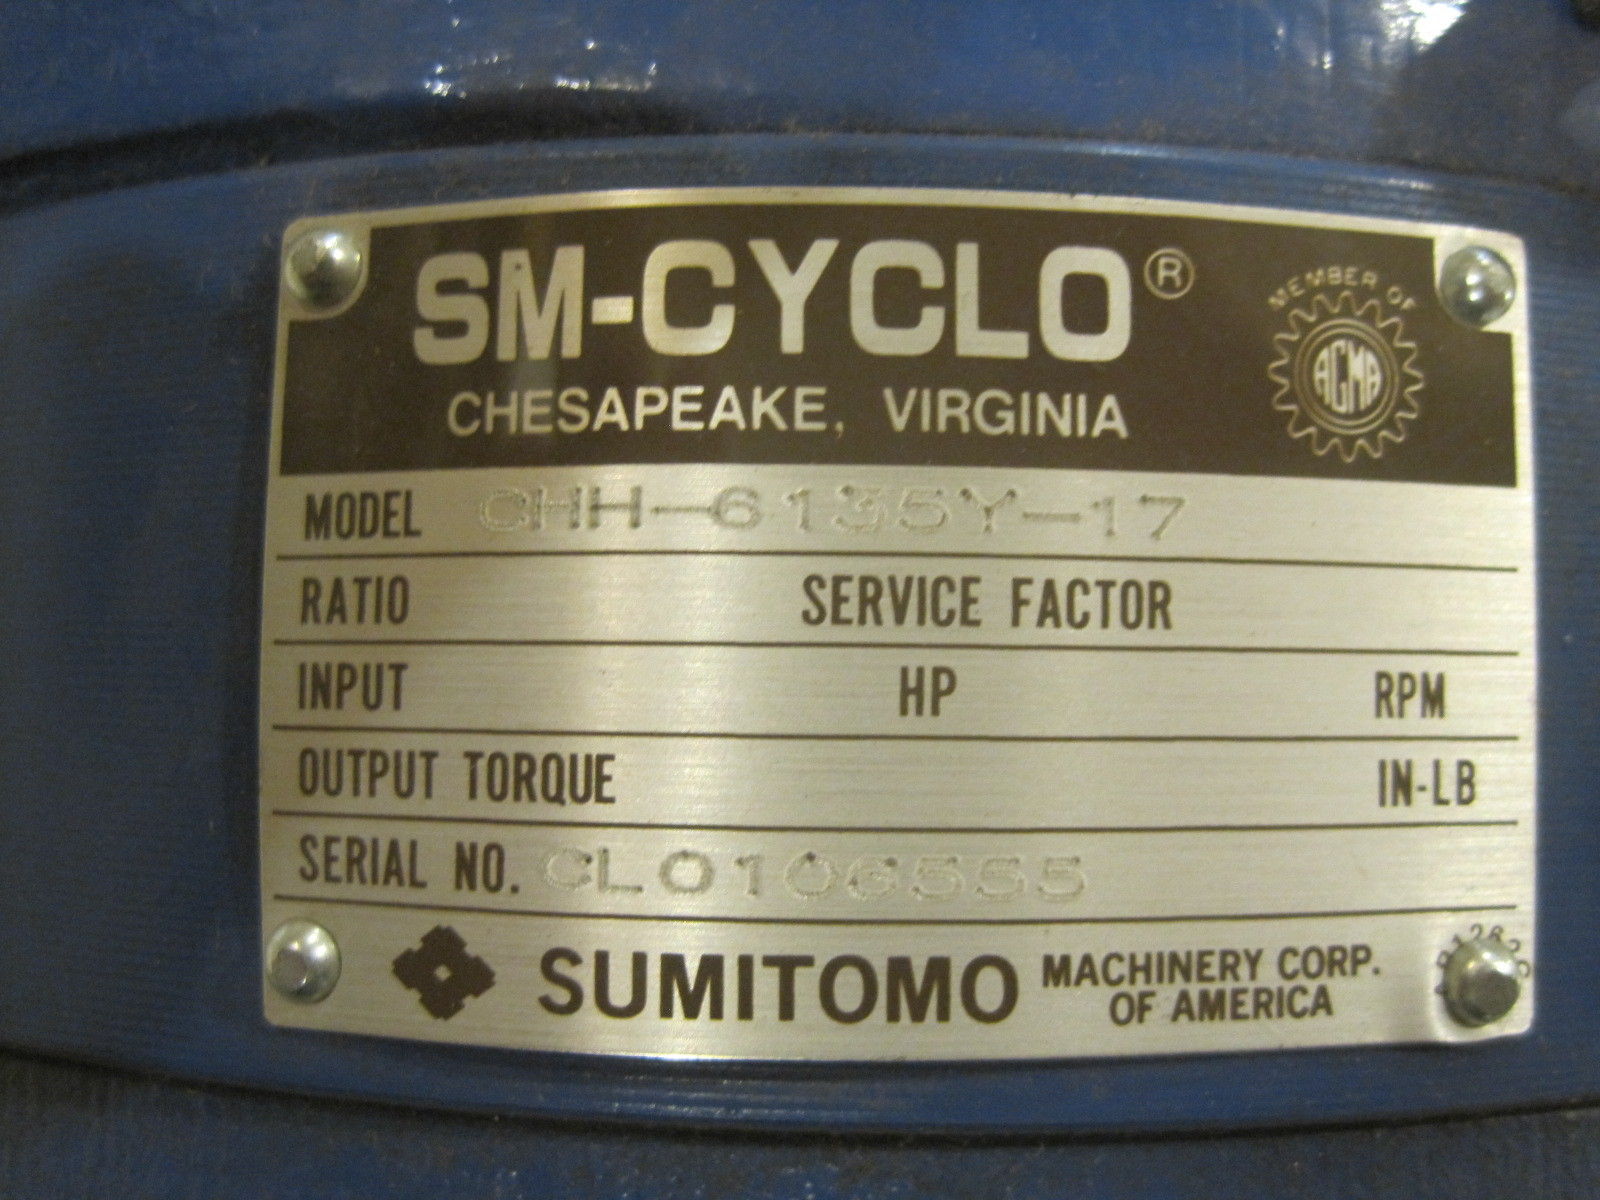 SM-CYCLO®
CHESAPEAKE, VIRGINIA
MEMBER OF
AGMA
MODEL CHH-6135Y-17
RATIO SERVICE FACTOR
INPUT HP RPM
OUTPUT TORQUE IN-LB
SERIAL NO. CL0106555
SUMITOMO MACHINERY CORP.
OF AMERICA